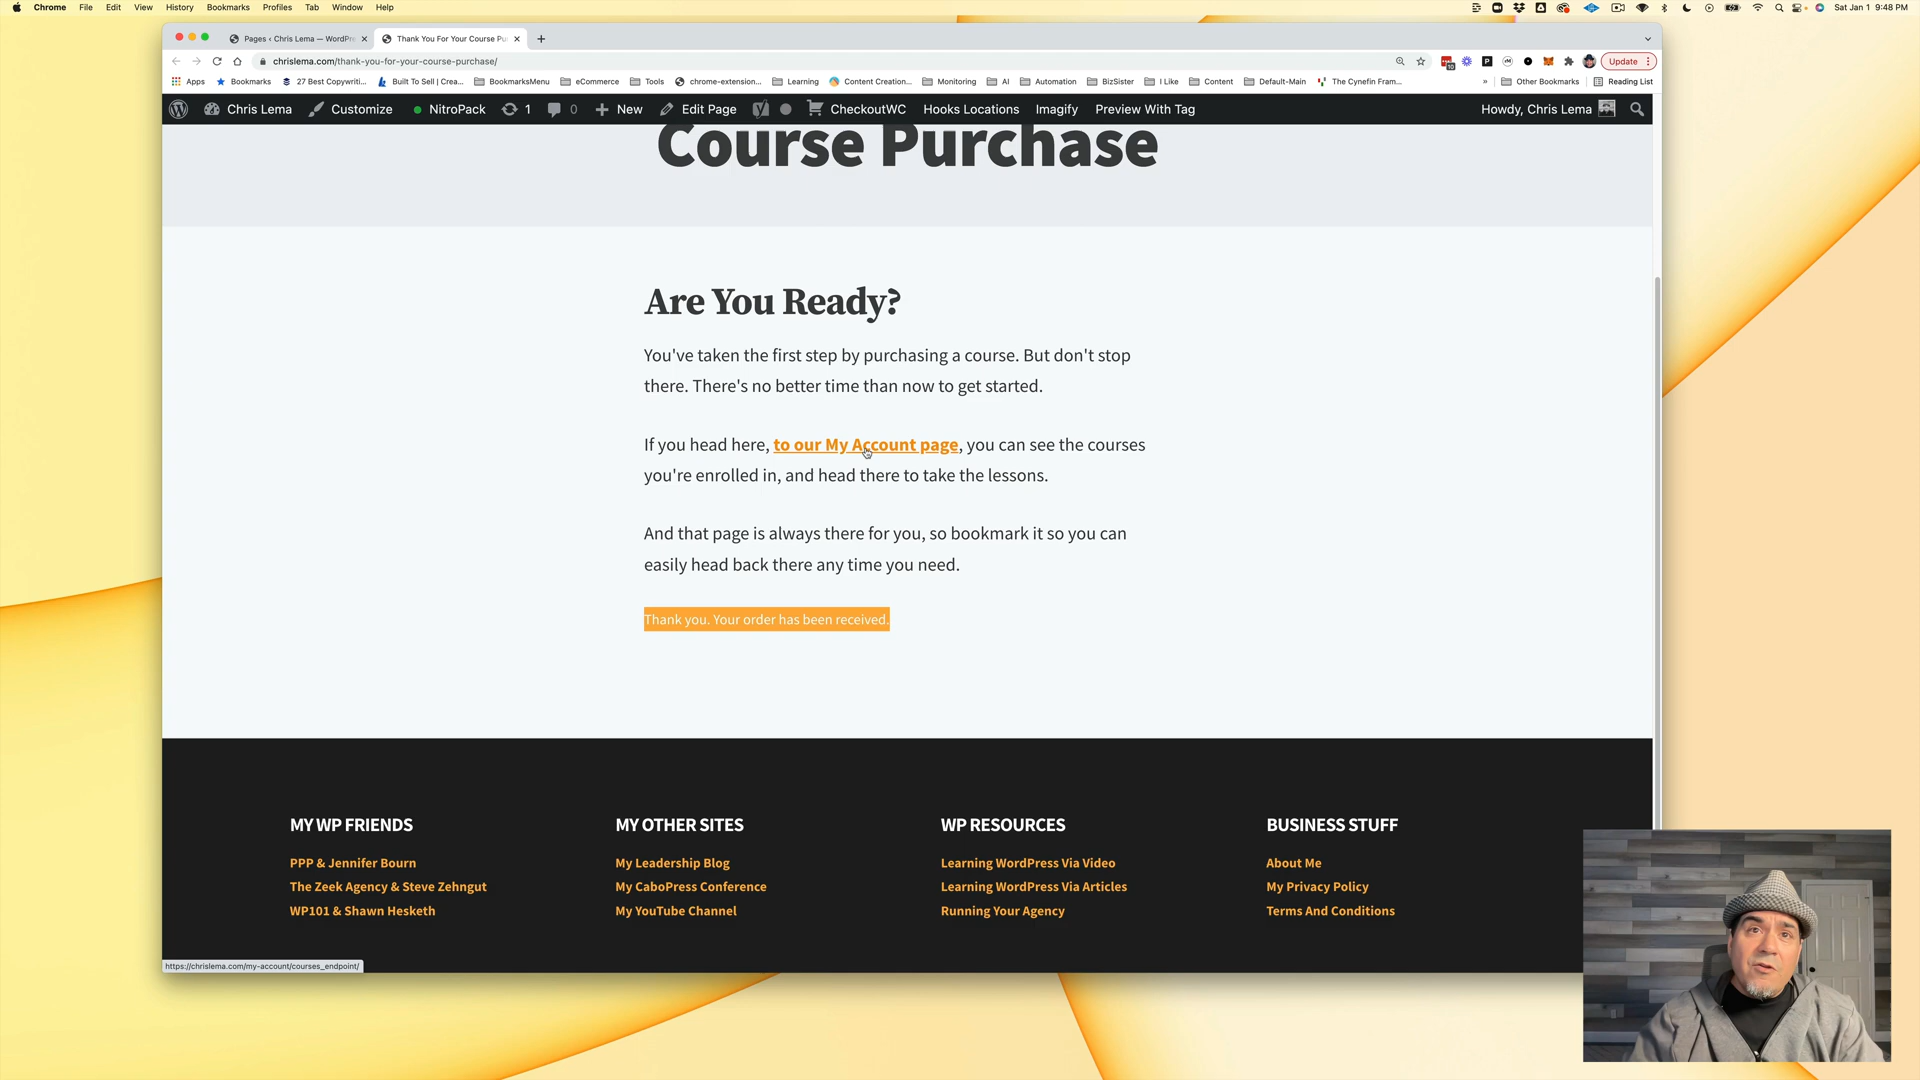 Chrome File Edit View History Bookmarks Profiles Tab Window Help
Sat Jan 1 9:48 PM
Pages ‹ Chris Lema — WordPre
Thank You For Your Course Pu
chrislema.com/thank-you-for-your-course-purchase/
Update
Apps Bookmarks 27 Best Copywriti... Built To Sell | Crea... BookmarksMenu eCommerce Tools chrome-extension... Learning Content Creation... Monitoring AI Automation BizSister I Like Content Default-Main The Cynefin Fram... » Other Bookmarks Reading List
Chris Lema Customize NitroPack 1 0 New Edit Page CheckoutWC Hooks Locations Imagify Preview With Tag Howdy, Chris Lema
Course Purchase
Are You Ready?
You've taken the first step by purchasing a course. But don't stop
there. There's no better time than now to get started.
If you head here, to our My Account page, you can see the courses
you're enrolled in, and head there to take the lessons.
And that page is always there for you, so bookmark it so you can
easily head back there any time you need.
Thank you. Your order has been received.
MY WP FRIENDS
PPP & Jennifer Bourn
The Zeek Agency & Steve Zehngut
WP101 & Shawn Hesketh
MY OTHER SITES
My Leadership Blog
My CaboPress Conference
My YouTube Channel
WP RESOURCES
Learning WordPress Via Video
Learning WordPress Via Articles
Running Your Agency
BUSINESS STUFF
About Me
My Privacy Policy
Terms And Conditions
https://chrislema.com/my-account/courses_endpoint/